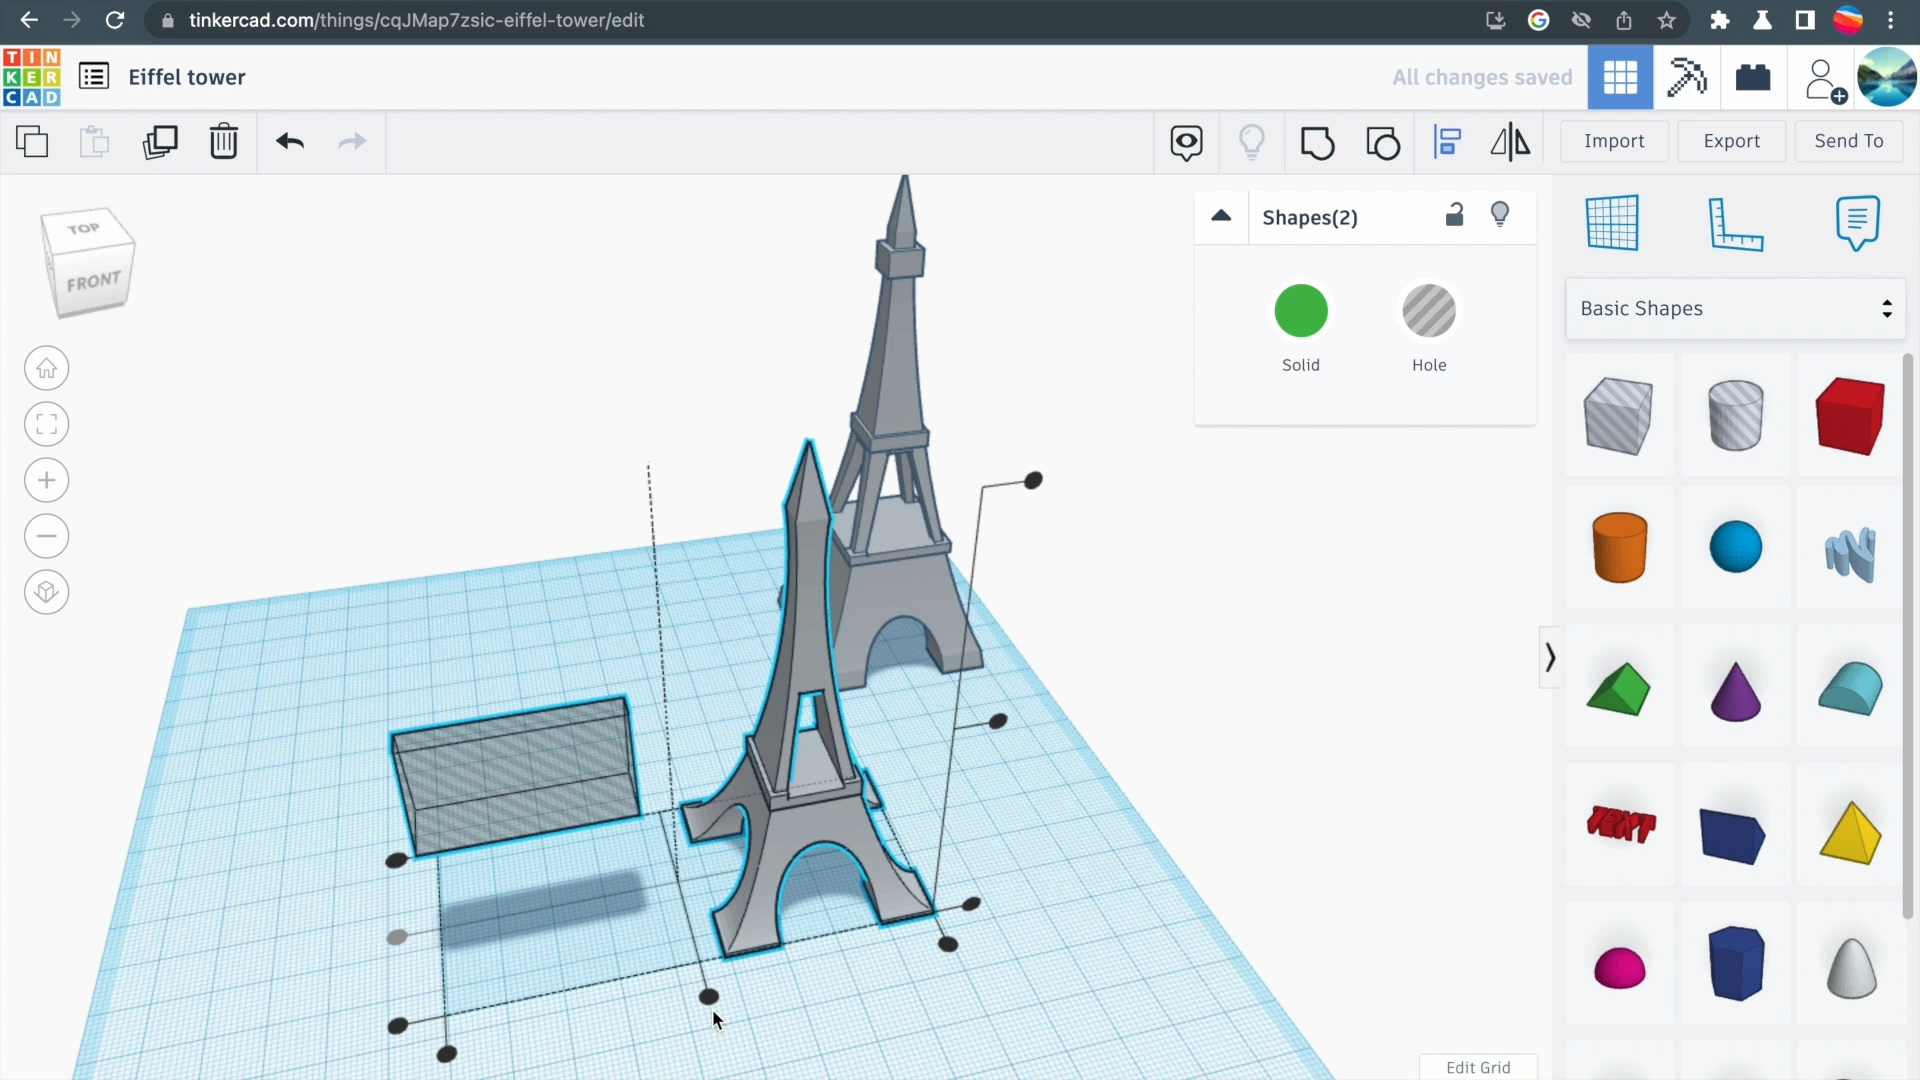 tinkercad.com/things/cqJMap7zsic-eiffel-tower/edit
TIN
KER
CAD
Eiffel tower
All changes saved
Import
Export
Send To
TOP
FRONT
Shapes(2)
Solid
Hole
Basic Shapes
TEXT
Edit Grid